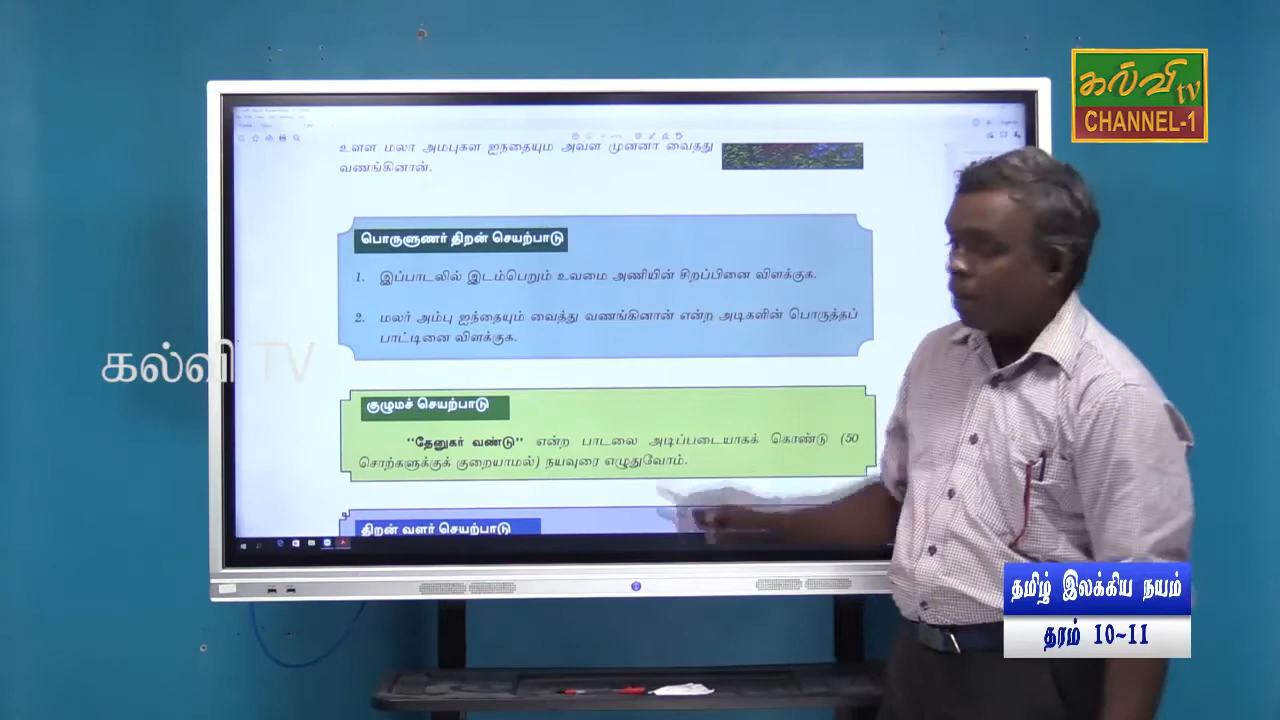 கல்வி tv
CHANNEL-1
உள்ள மலர் அம்புகள் ஐந்தையும் அவள் முன்னர் வைத்து
வணங்கினான்.
பொருளுணர் திறன் செயற்பாடு
1. இப்பாடலில் இடம்பெறும் உவமை அணியின் சிறப்பினை விளக்குக.
2. மலர் அம்பு ஐந்தையும் வைத்து வணங்கினான் என்ற அடிகளின் பொருத்தப்
பாட்டினை விளக்குக.
கல்வி TV
குழுமச் செயற்பாடு
“தேனுகர் வண்டு” என்ற பாடலை அடிப்படையாகக் கொண்டு (50
சொற்களுக்குக் குறையாமல்) நயவுரை எழுதுவோம்.
திறன் வளர் செயற்பாடு
தமிழ் இலக்கிய நயம்
தரம் 10~11